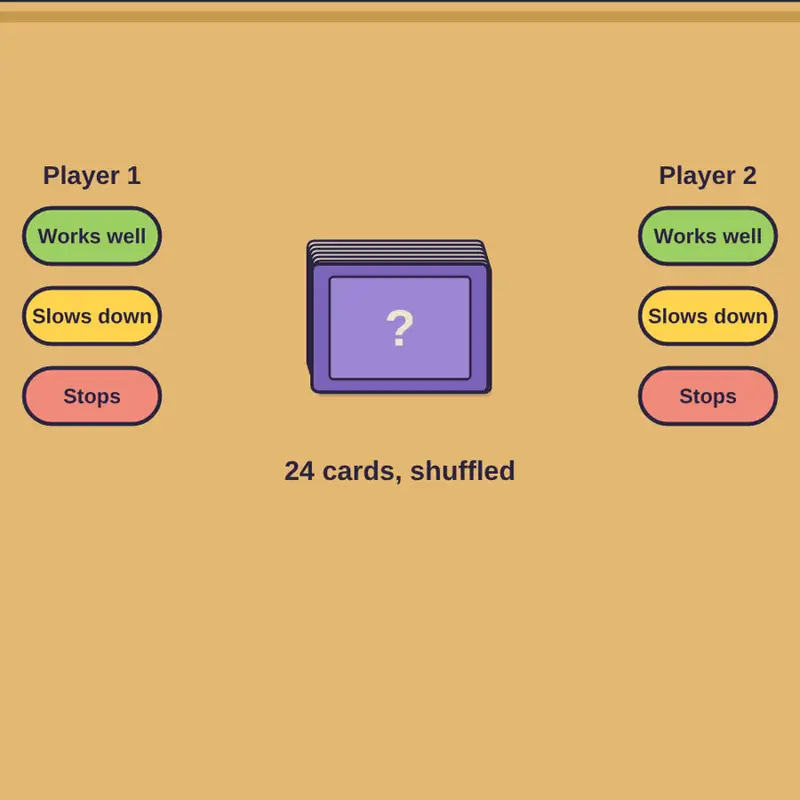 Player 1
Works well
Slows down
Stops
?
24 cards, shuffled
Player 2
Works well
Slows down
Stops